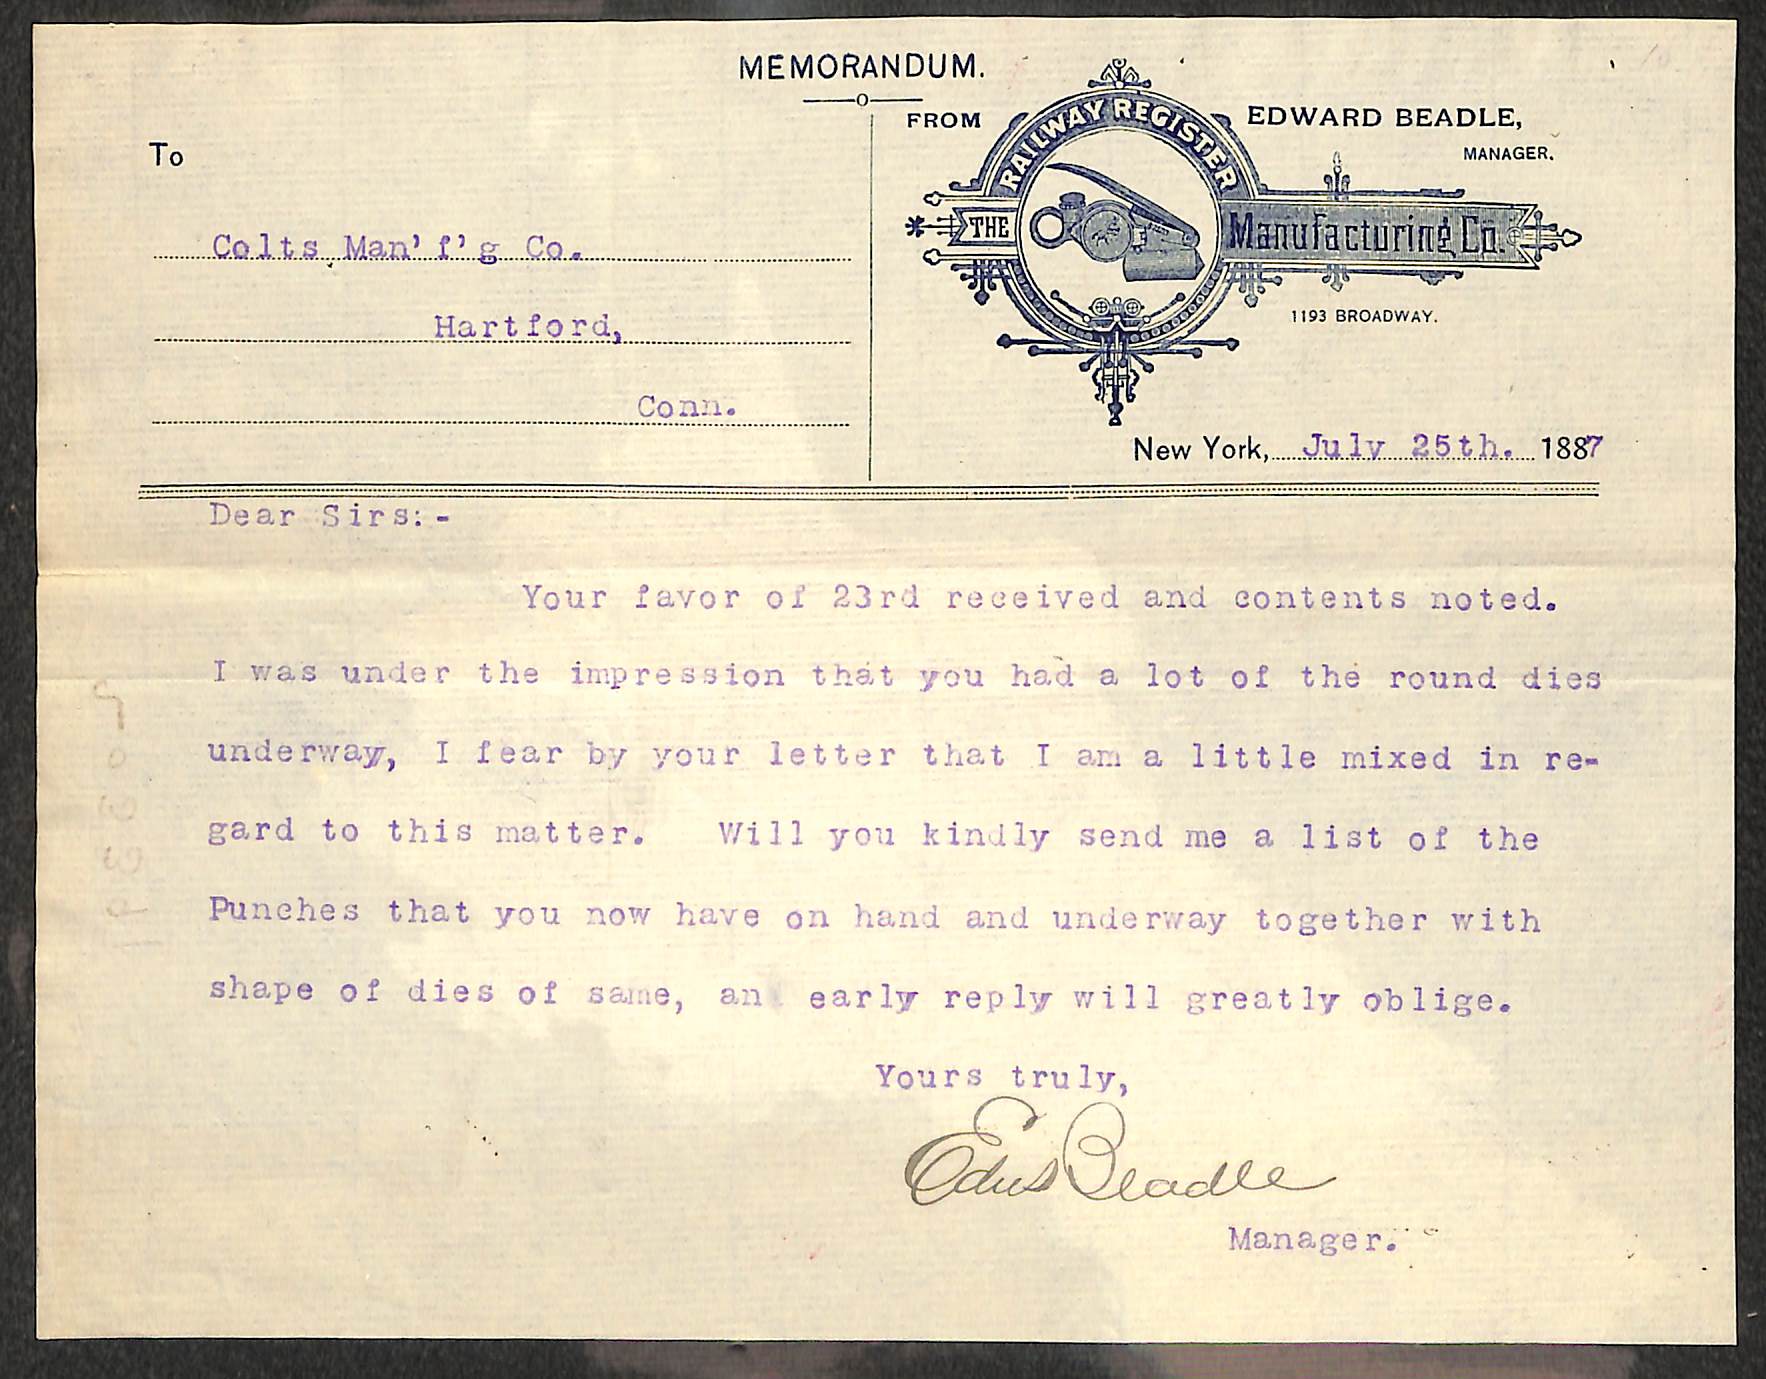 MEMORANDUM.
To
FROM
THE RAILWAY REGISTER Manufacturing Co.
EDWARD BEADLE,
MANAGER.
1193 BROADWAY.
Colts Man'f'g Co.
Hartford,
Conn.
New York, July 25th. 1887
Dear Sirs:-
Your favor of 23rd received and contents noted.
I was under the impression that you had a lot of the round dies
underway, I fear by your letter that I am a little mixed in re-
gard to this matter. Will you kindly send me a list of the
Punches that you now have on hand and underway together with
shape of dies of same, an early reply will greatly oblige.
Yours truly,
Edwd Beadle
Manager.